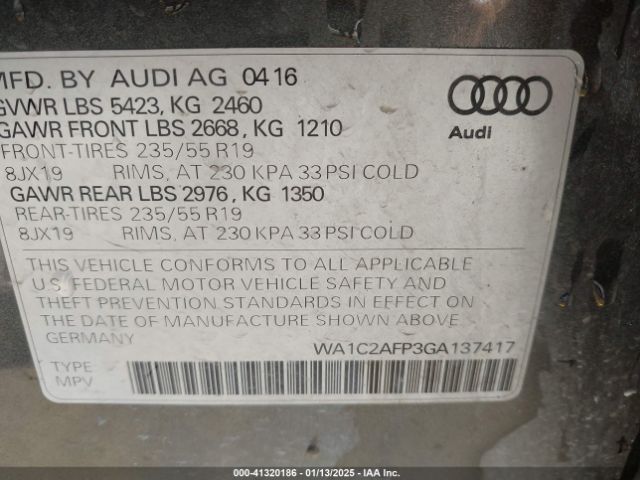 MFD. BY AUDI AG 0416
GVWR LBS 5423, KG 2460
GAWR FRONT LBS 2668, KG 1210
FRONT-TIRES 235/55 R19
8JX19 RIMS, AT 230 KPA 33 PSI COLD
GAWR REAR LBS 2976, KG 1350
REAR-TIRES 235/55 R19
8JX19 RIMS, AT 230 KPA 33 PSI COLD
Audi
THIS VEHICLE CONFORMS TO ALL APPLICABLE
U.S. FEDERAL MOTOR VEHICLE SAFETY AND
THEFT PREVENTION STANDARDS IN EFFECT ON
THE DATE OF MANUFACTURE SHOWN ABOVE.
GERMANY
WA1C2AFP3GA137417
TYPE
MPV
000-41320186 - 01/13/2025 - IAA Inc.